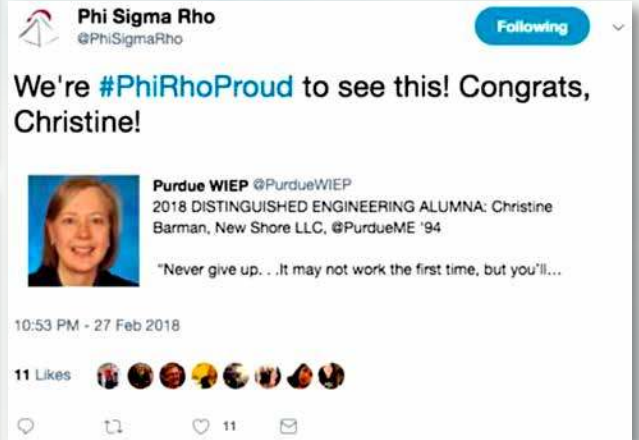 Phi Sigma Rho
@PhiSigmaRho
Following
We're #PhiRhoProud to see this! Congrats,
Christine!
Purdue WIEP @PurdueWIEP
2018 DISTINGUISHED ENGINEERING ALUMNA: Christine
Barman, New Shore LLC, @PurdueME '94
"Never give up. . .It may not work the first time, but you'll...
10:53 PM - 27 Feb 2018
11 Likes
11